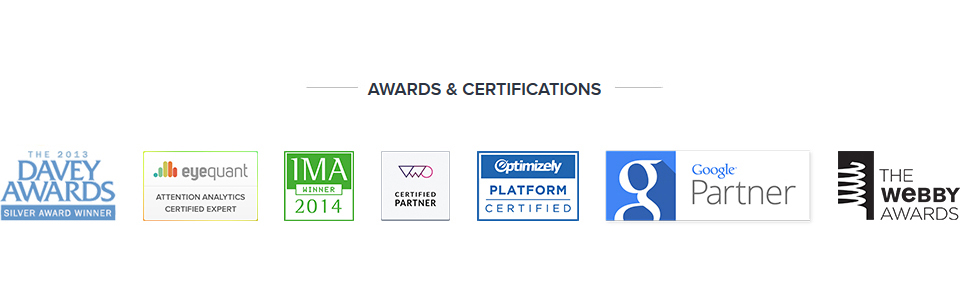 AWARDS & CERTIFICATIONS
THE 2013
DAVEY
AWARDS
SILVER AWARD WINNER
eyequant
ATTENTION ANALYTICS
CERTIFIED EXPERT
IMA
WINNER
2014
VWO
CERTIFIED
PARTNER
Optimizely
PLATFORM
CERTIFIED
g
Google
Partner
THE
WeBBY
AWARDS